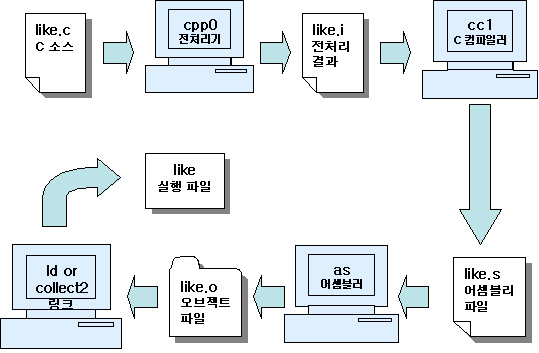 like.c
C 소스
cpp0
전처리기
like.i
전처리
결과
cc1
C 컴파일러
like.s
어셈블리
파일
as
어셈블러
like.o
오브젝트
파일
ld or
collect2
링크
like
실행 파일